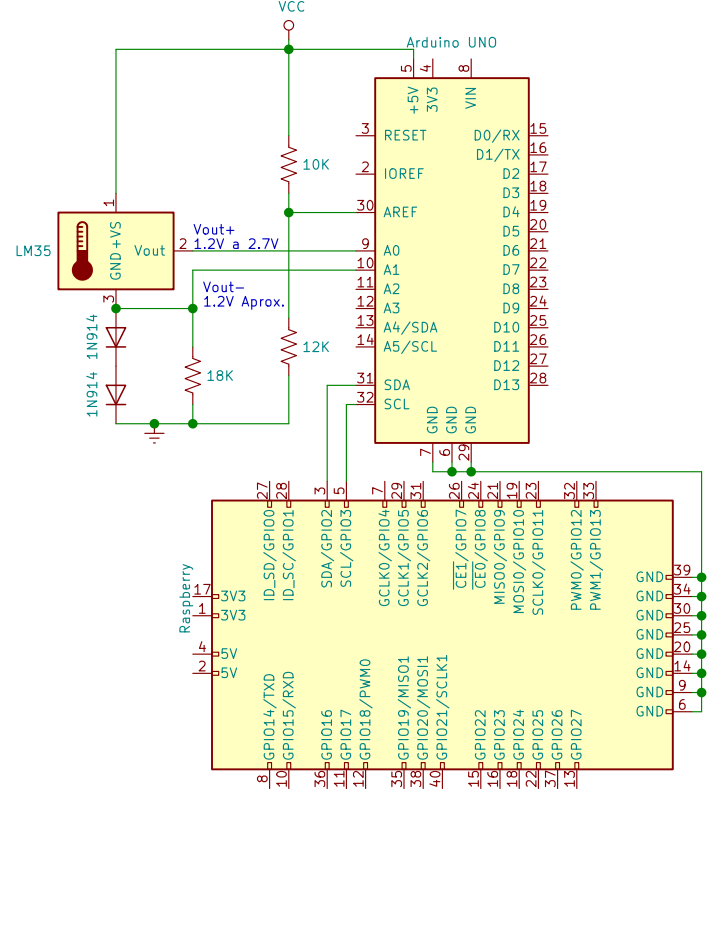 VCC
Arduino UNO
5
4
8
+5V
3V3
VIN
3 RESET
D0/RX 15
D1/TX 16
10K
2 IOREF
D2 17
D3 18
1
30 AREF
D4 19
D5 20
Vout+
1.2V a 2.7V
LM35
GND
+VS
Vout 2
9 A0
D6 21
10 A1
D7 22
Vout-
1.2V Aprox.
3
11 A2
D8 23
12 A3
D9 24
1N914
13 A4/SDA
D10 25
12K
14 A5/SCL
D11 26
D12 27
18K
1N914
31 SDA
D13 28
32 SCL
GND
GND
GND
7
6
29
27
28
3
5
7
29
31
26
24
21
19
23
32
33
ID_SD/GPIO0
ID_SC/GPIO1
SDA/GPIO2
SCL/GPIO3
GCLK0/GPIO4
GCLK1/GPIO5
GCLK2/GPIO6
CE1/GPIO7
CE0/GPIO8
MISO0/GPIO9
MOSI0/GPIO10
SCLK0/GPIO11
PWM0/GPIO12
PWM1/GPIO13
Raspberry
17 3V3
1 3V3
4 5V
2 5V
GND 39
GND 34
GND 30
GND 25
GND 20
GND 14
GND 9
GND 6
GPIO14/TXD
GPIO15/RXD
GPIO16
GPIO17
GPIO18/PWM0
GPIO19/MISO1
GPIO20/MOSI1
GPIO21/SCLK1
GPIO22
GPIO23
GPIO24
GPIO25
GPIO26
GPIO27
8
10
36
11
12
35
38
40
15
16
18
22
37
13